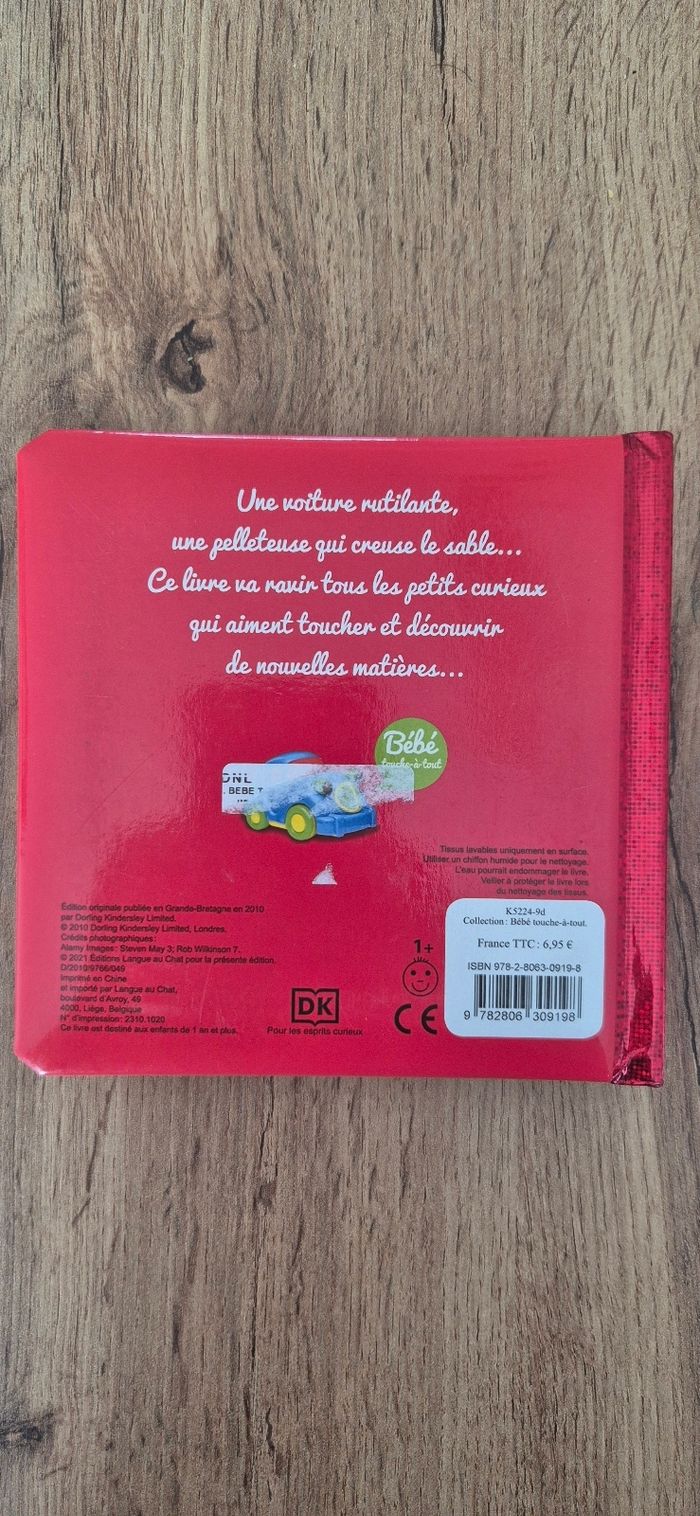 Une voiture rutilante,
une pelleteuse qui creuse le sable...
Ce livre va ravir tous les petits curieux
qui aiment toucher et découvrir
de nouvelles matières...
Bébé
touche-à-tout
BEBE T
Tissus lavables uniquement en surface.
Utiliser un chiffon humide pour le nettoyage.
L'eau pourrait endommager le livre.
Veiller à protéger le livre lors
du nettoyage des tissus.
Édition originale publiée en Grande-Bretagne en 2010
par Dorling Kindersley Limited.
© 2010 Dorling Kindersley Limited, Londres.
Crédits photographiques :
Alamy Images : Steven May 3; Rob Wilkinson 7.
© 2021 Éditions Langue au Chat pour la présente édition.
D/2010/9766/049
Imprimé en Chine
et importé par Langue au Chat,
boulevard d'Avroy, 49
4000, Liège, Belgique
N° d'impression: 2310.1020
Ce livre est destiné aux enfants de 1 an et plus.
DK
Pour les esprits curieux
1+
CE
K5224-9d
Collection : Bébé touche-à-tout.
France TTC : 6,95 €
ISBN 978-2-8063-0919-8
9 782806 309198